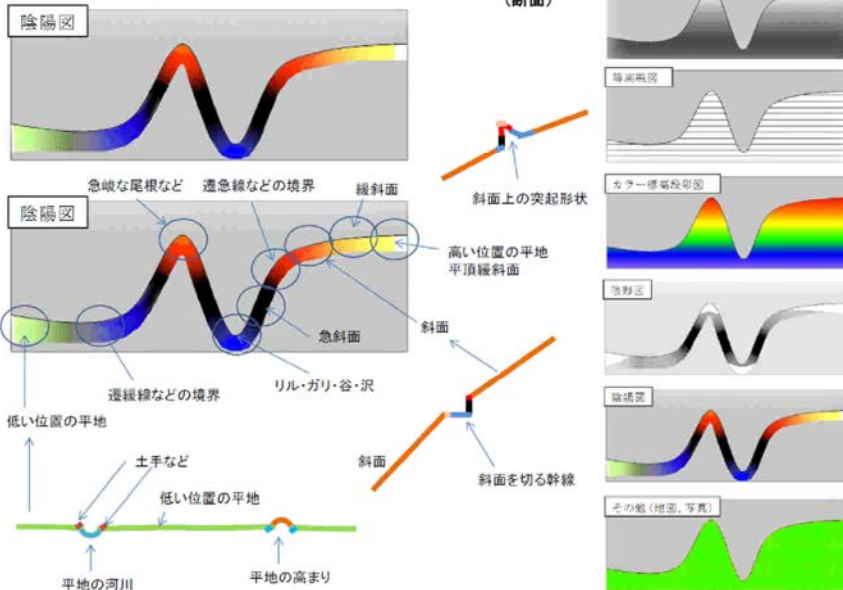 (断面)
陰陽図
等高線図
カラー標高段彩図
陰影図
陰陽図
その他(地図、写真)
斜面上の突起形状
急峻な尾根など
遷急線などの境界
緩斜面
陰陽図
高い位置の平地
平頂緩斜面
急斜面
斜面
リル・ガリ・谷・沢
遷緩線などの境界
低い位置の平地
土手など
低い位置の平地
斜面
斜面を切る幹線
平地の河川
平地の高まり